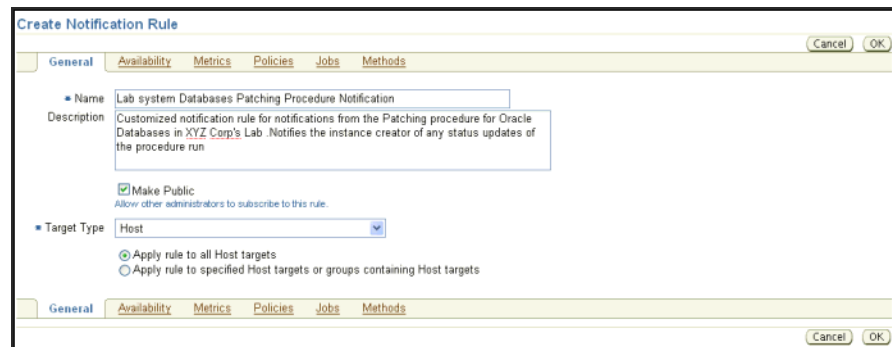 Create Notification Rule
Cancel OK
General Availability Metrics Policies Jobs Methods
Name Lab system Databases Patching Procedure Notification
Description Customized notification rule for notifications from the Patching procedure for Oracle
Databases in XYZ Corp's Lab .Notifies the instance creator of any status updates of
the procedure run
Make Public
Allow other administrators to subscribe to this rule.
Target Type Host
Apply rule to all Host targets
Apply rule to specified Host targets or groups containing Host targets
General Availability Metrics Policies Jobs Methods
Cancel OK